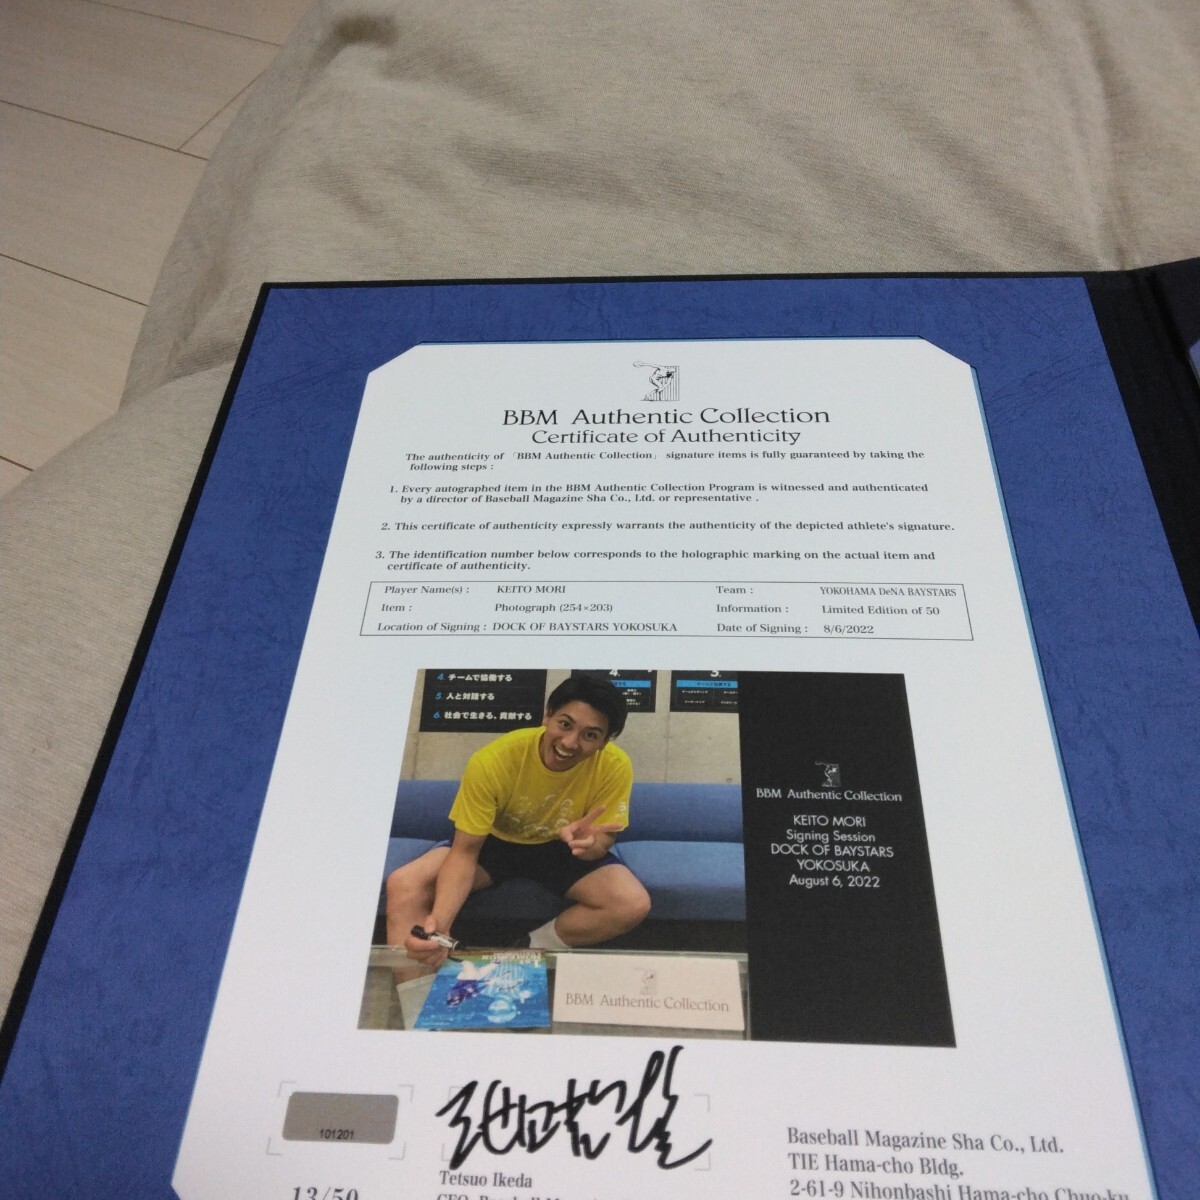 BBM Authentic Collection
Certificate of Authenticity
The authenticity of 「BBM Authentic Collection」 signature items is fully guaranteed by taking the
following steps :
1. Every autographed item in the BBM Authentic Collection Program is witnessed and authenticated
by a director of Baseball Magazine Sha Co., Ltd. or representative .
2. This certificate of authenticity expressly warrants the authenticity of the depicted athlete's signature.
3. The identification number below corresponds to the holographic marking on the actual item and
certificate of authenticity.
Player Name(s) : KEITO MORI Team : YOKOHAMA DeNA BAYSTARS
Item : Photograph (254×203) Information : Limited Edition of 50
Location of Signing : DOCK OF BAYSTARS YOKOSUKA Date of Signing : 8/6/2022
4. チームで協働する
5. 人と対話する
6. 社会で生きる、貢献する
4.
5.
BBM Authentic Collection
KEITO MORI
Signing Session
DOCK OF BAYSTARS
YOKOSUKA
August 6, 2022
BBM Authentic Collection
101201
13/50
Tetsuo Ikeda
Baseball Magazine Sha Co., Ltd.
TIE Hama-cho Bldg.
2-61-9 Nihonbashi Hama-cho Chuo-ku